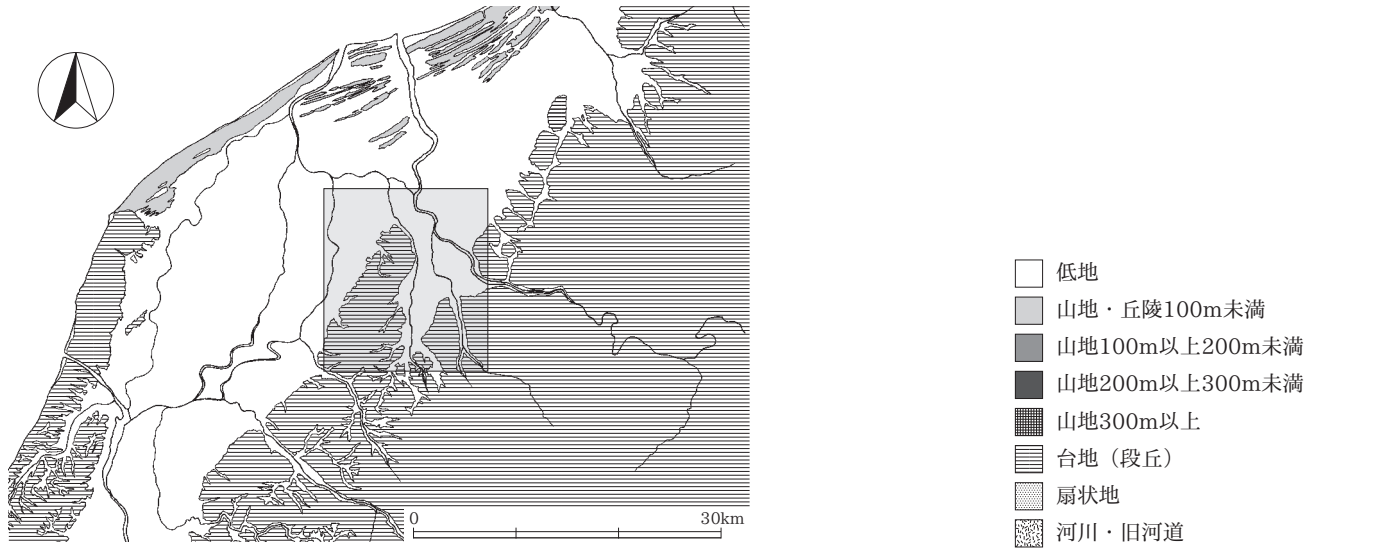 低地
山地・丘陵100m未満
山地100m以上200m未満
山地200m以上300m未満
山地300m以上
台地（段丘）
扇状地
河川・旧河道
0 30km